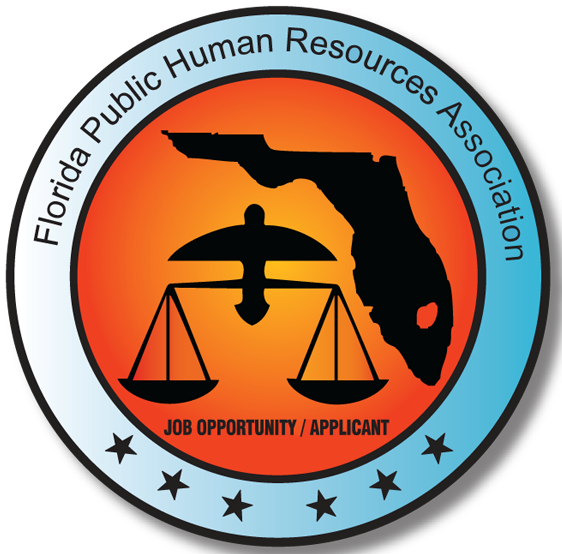 Florida Public Human Resources Association
JOB OPPORTUNITY / APPLICANT